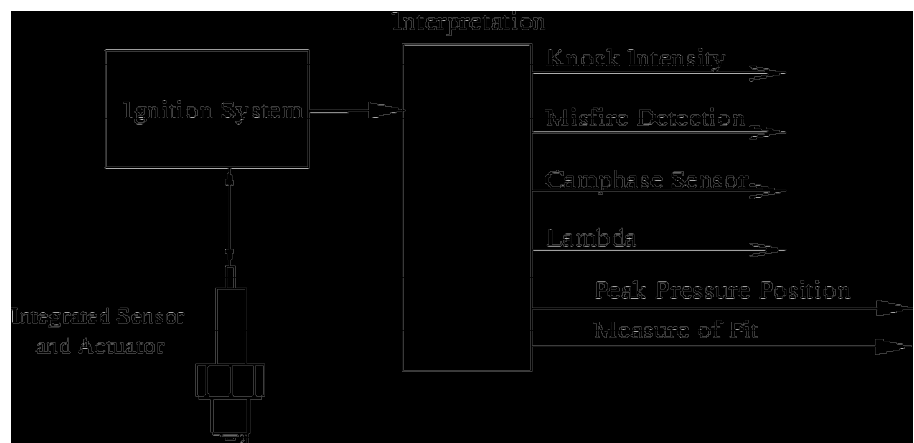 Interpretation
Knock Intensity
Ignition System
Misfire Detection
Camphase Sensor
Lambda
Peak Pressure Position
Integrated Sensor
and Actuator
Measure of Fit